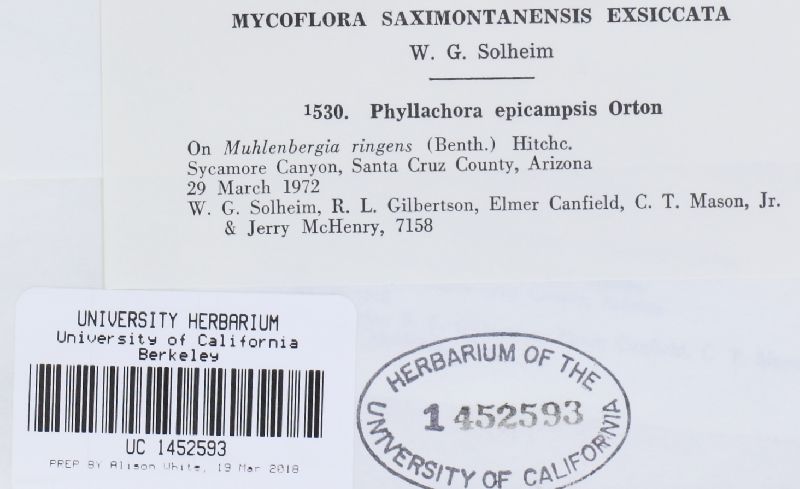 MYCOFLORA SAXIMONTANENSIS EXSICCATA
W. G. Solheim
1530. Phyllachora epicampsis Orton
On Muhlenbergia ringens (Benth.) Hitchc.
Sycamore Canyon, Santa Cruz County, Arizona
29 March 1972
W. G. Solheim, R. L. Gilbertson, Elmer Canfield, C. T. Mason, Jr.
& Jerry McHenry, 7158
UNIVERSITY HERBARIUM
University of California
Berkeley
UC 1452593
PREP BY Alison White, 19 Mar 2018
HERBARIUM OF THE
1452593
UNIVERSITY OF CALIFORNIA